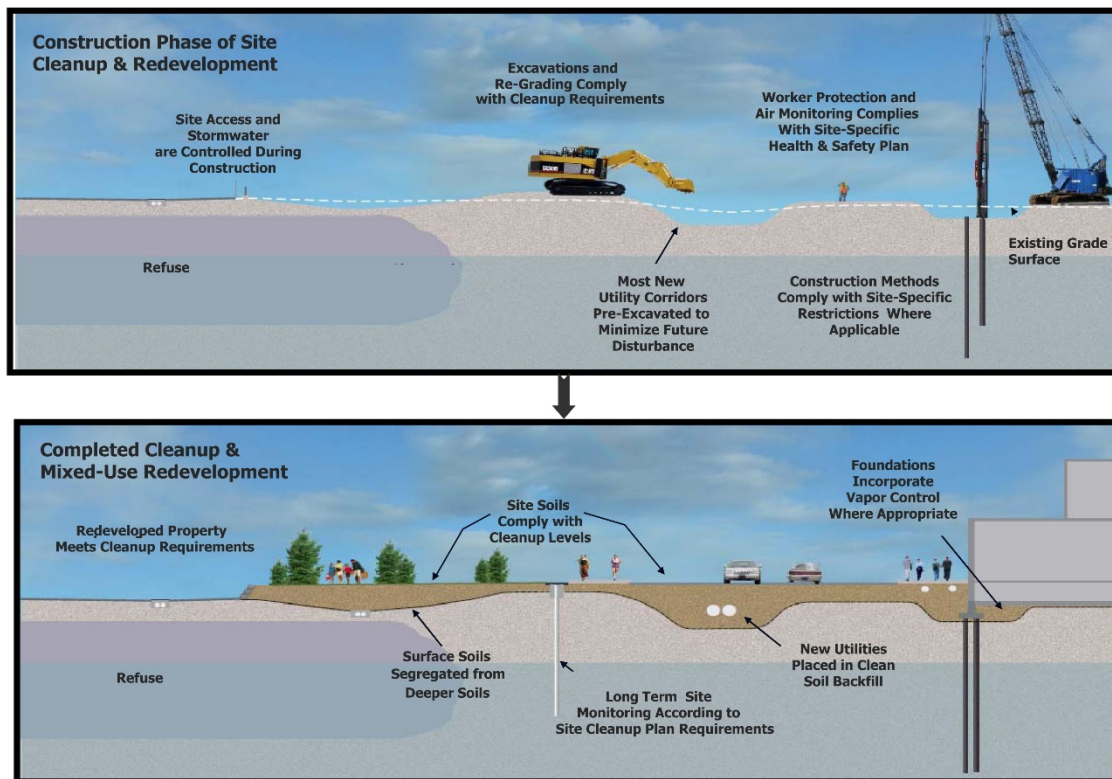 Construction Phase of Site
Cleanup & Redevelopment
Excavations and
Re-Grading Comply
with Cleanup Requirements
Worker Protection and
Air Monitoring Complies
With Site-Specific
Health & Safety Plan
Site Access and
Stormwater
are Controlled During
Construction
Refuse
Most New
Utility Corridors
Pre-Excavated to
Minimize Future
Disturbance
Construction Methods
Comply with Site-Specific
Restrictions Where
Applicable
Existing Grade
Surface
Completed Cleanup &
Mixed-Use Redevelopment
Redeveloped Property
Meets Cleanup Requirements
Site Soils
Comply with
Cleanup Levels
Foundations
Incorporate
Vapor Control
Where Appropriate
Refuse
Surface Soils
Segregated from
Deeper Soils
Long Term Site
Monitoring According to
Site Cleanup Plan Requirements
New Utilities
Placed in Clean
Soil Backfill